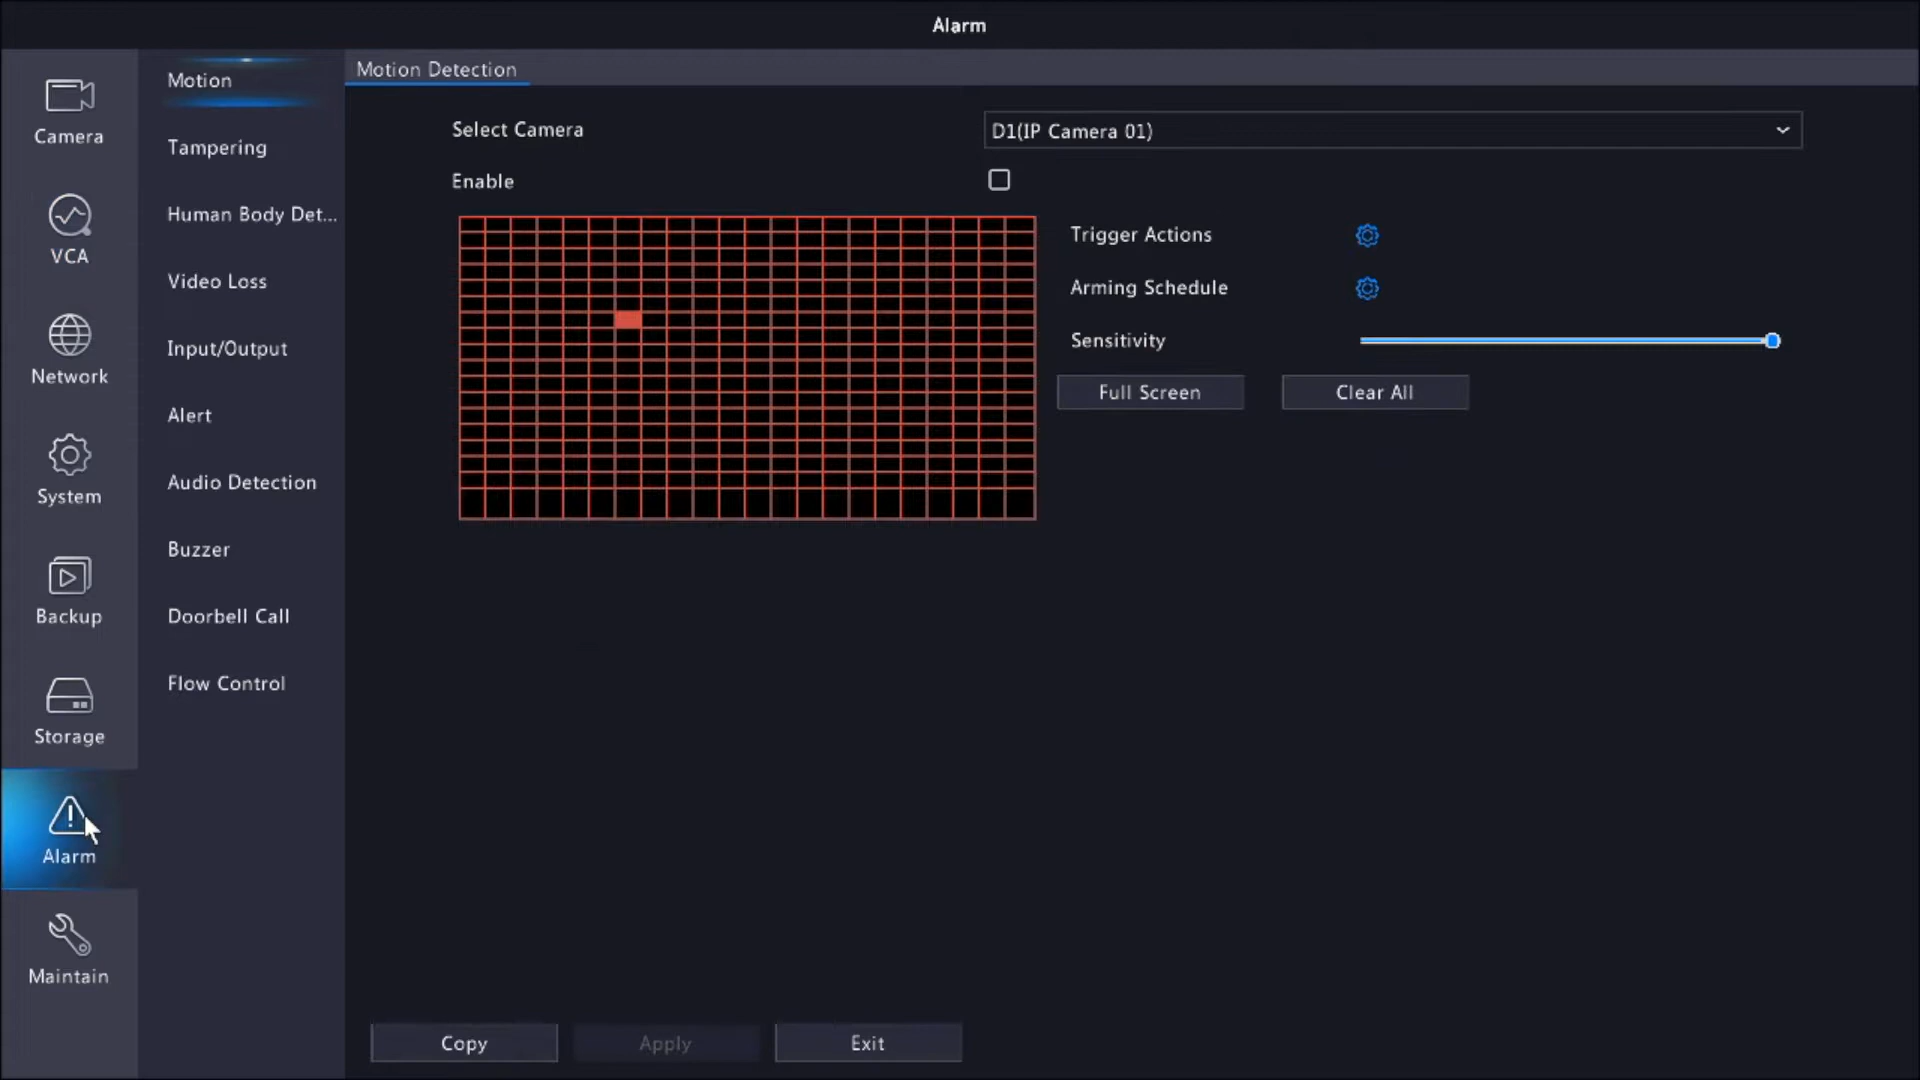 Alarm
Camera
VCA
Network
System
Backup
Storage
Alarm
Maintain
Motion
Tampering
Human Body Det...
Video Loss
Input/Output
Alert
Audio Detection
Buzzer
Doorbell Call
Flow Control
Motion Detection
Select Camera
D1(IP Camera 01)
Enable
Trigger Actions
Arming Schedule
Sensitivity
Full Screen
Clear All
Copy
Apply
Exit